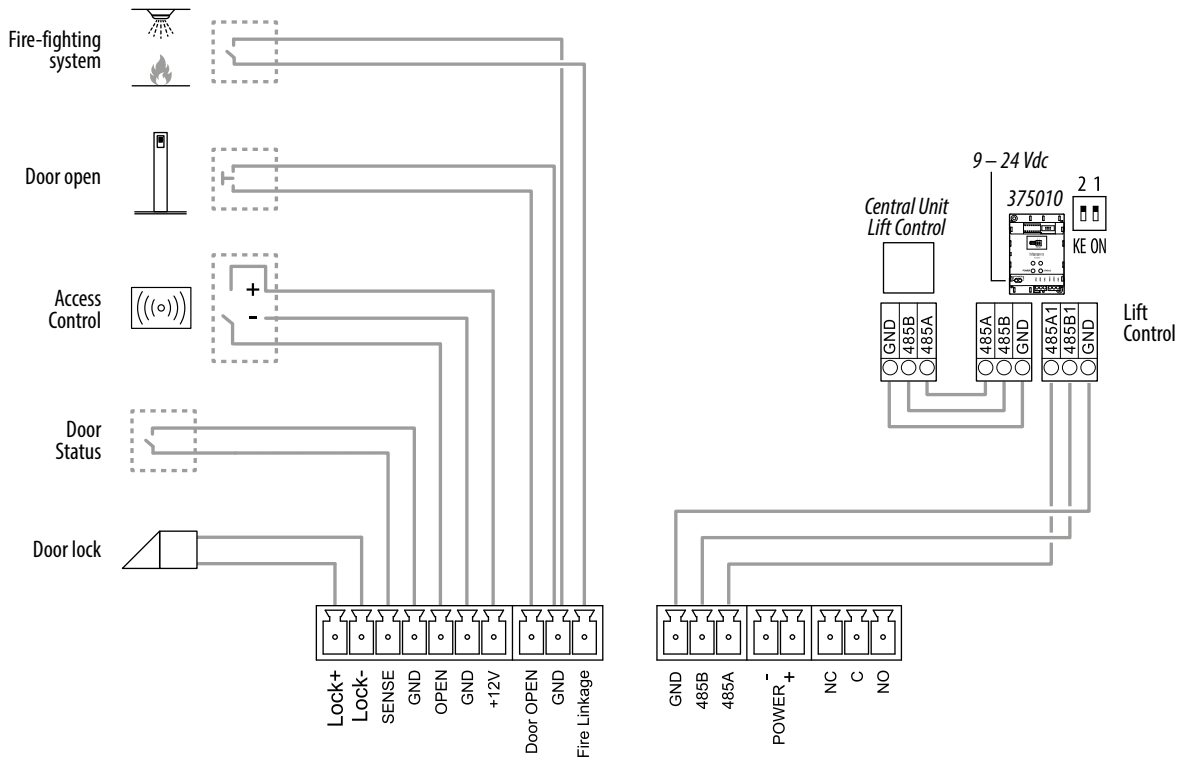 Fire-fighting
system
Door open
Access
Control
+
-
Door
Status
Door lock
Lock+
Lock-
SENSE
GND
OPEN
GND
+12V
Door OPEN
GND
Fire Linkage
9 – 24 Vdc
375010
2 1
KE ON
Central Unit
Lift Control
GND
485B
485A
485A
485B
GND
485A1
485B1
GND
Lift
Control
GND
485B
485A
- +
POWER
NC
C
NO